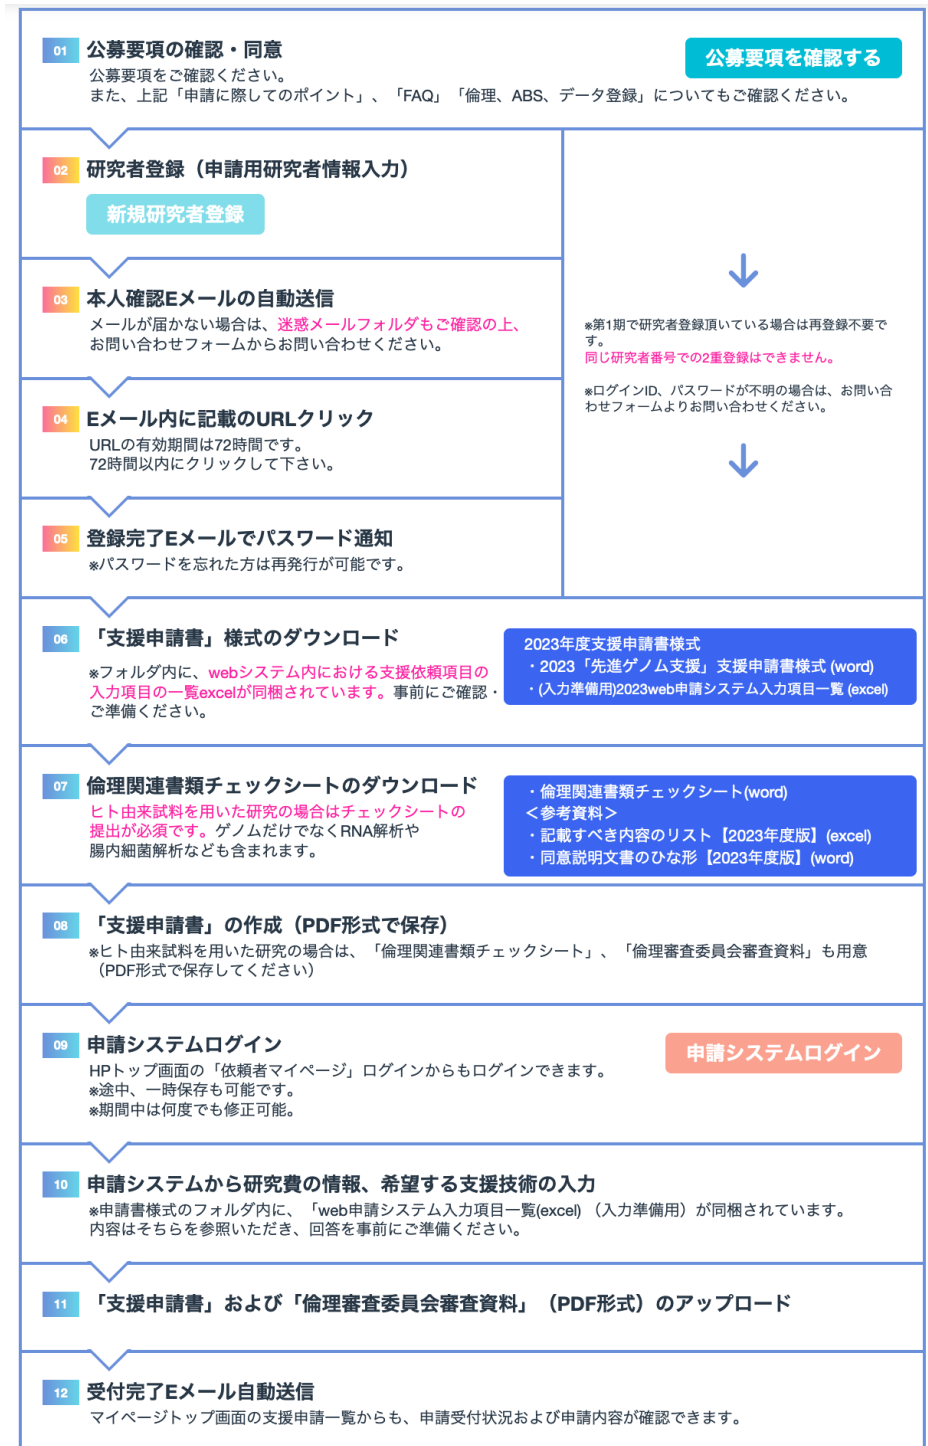 01 公募要項の確認・同意
公募要項をご確認ください。
また、上記「申請に際してのポイント」、「FAQ」「倫理、ABS、データ登録」についてもご確認ください。
公募要項を確認する
02 研究者登録（申請用研究者情報入力）
新規研究者登録
03 本人確認Eメールの自動送信
メールが届かない場合は、迷惑メールフォルダもご確認の上、
お問い合わせフォームからお問い合わせください。
04 Eメール内に記載のURLクリック
URLの有効期間は72時間です。
72時間以内にクリックして下さい。
05 登録完了Eメールでパスワード通知
※パスワードを忘れた方は再発行が可能です。
↓
※第1期で研究者登録頂いている場合は再登録不要で
す。
同じ研究者番号での2重登録はできません。
※ログインID、パスワードが不明の場合は、お問い合
わせフォームよりお問い合わせください。
↓
06 「支援申請書」様式のダウンロード
※フォルダ内に、webシステム内における支援依頼項目の
入力項目の一覧excelが同梱されています。事前にご確認・
ご準備ください。
2023年度支援申請書様式
・2023「先進ゲノム支援」支援申請書様式 (word)
・(入力準備用)2023web申請システム入力項目一覧 (excel)
07 倫理関連書類チェックシートのダウンロード
ヒト由来試料を用いた研究の場合はチェックシートの
提出が必須です。ゲノムだけでなくRNA解析や
腸内細菌解析なども含まれます。
・倫理関連書類チェックシート(word)
＜参考資料＞
・記載すべき内容のリスト【2023年度版】(excel)
・同意説明文書のひな形【2023年度版】(word)
08 「支援申請書」の作成（PDF形式で保存）
※ヒト由来試料を用いた研究の場合は、「倫理関連書類チェックシート」、「倫理審査委員会審査資料」も用意
（PDF形式で保存してください）
09 申請システムログイン
HPトップ画面の「依頼者マイページ」ログインからもログインできます。
※途中、一時保存も可能です。
※期間中は何度でも修正可能。
申請システムログイン
10 申請システムから研究費の情報、希望する支援技術の入力
※申請書様式のフォルダ内に、「web申請システム入力項目一覧(excel) （入力準備用）が同梱されています。
内容はそちらを参照いただき、回答を事前にご準備ください。
11 「支援申請書」および「倫理審査委員会審査資料」（PDF形式）のアップロード
12 受付完了Eメール自動送信
マイページトップ画面の支援申請一覧からも、申請受付状況および申請内容が確認できます。